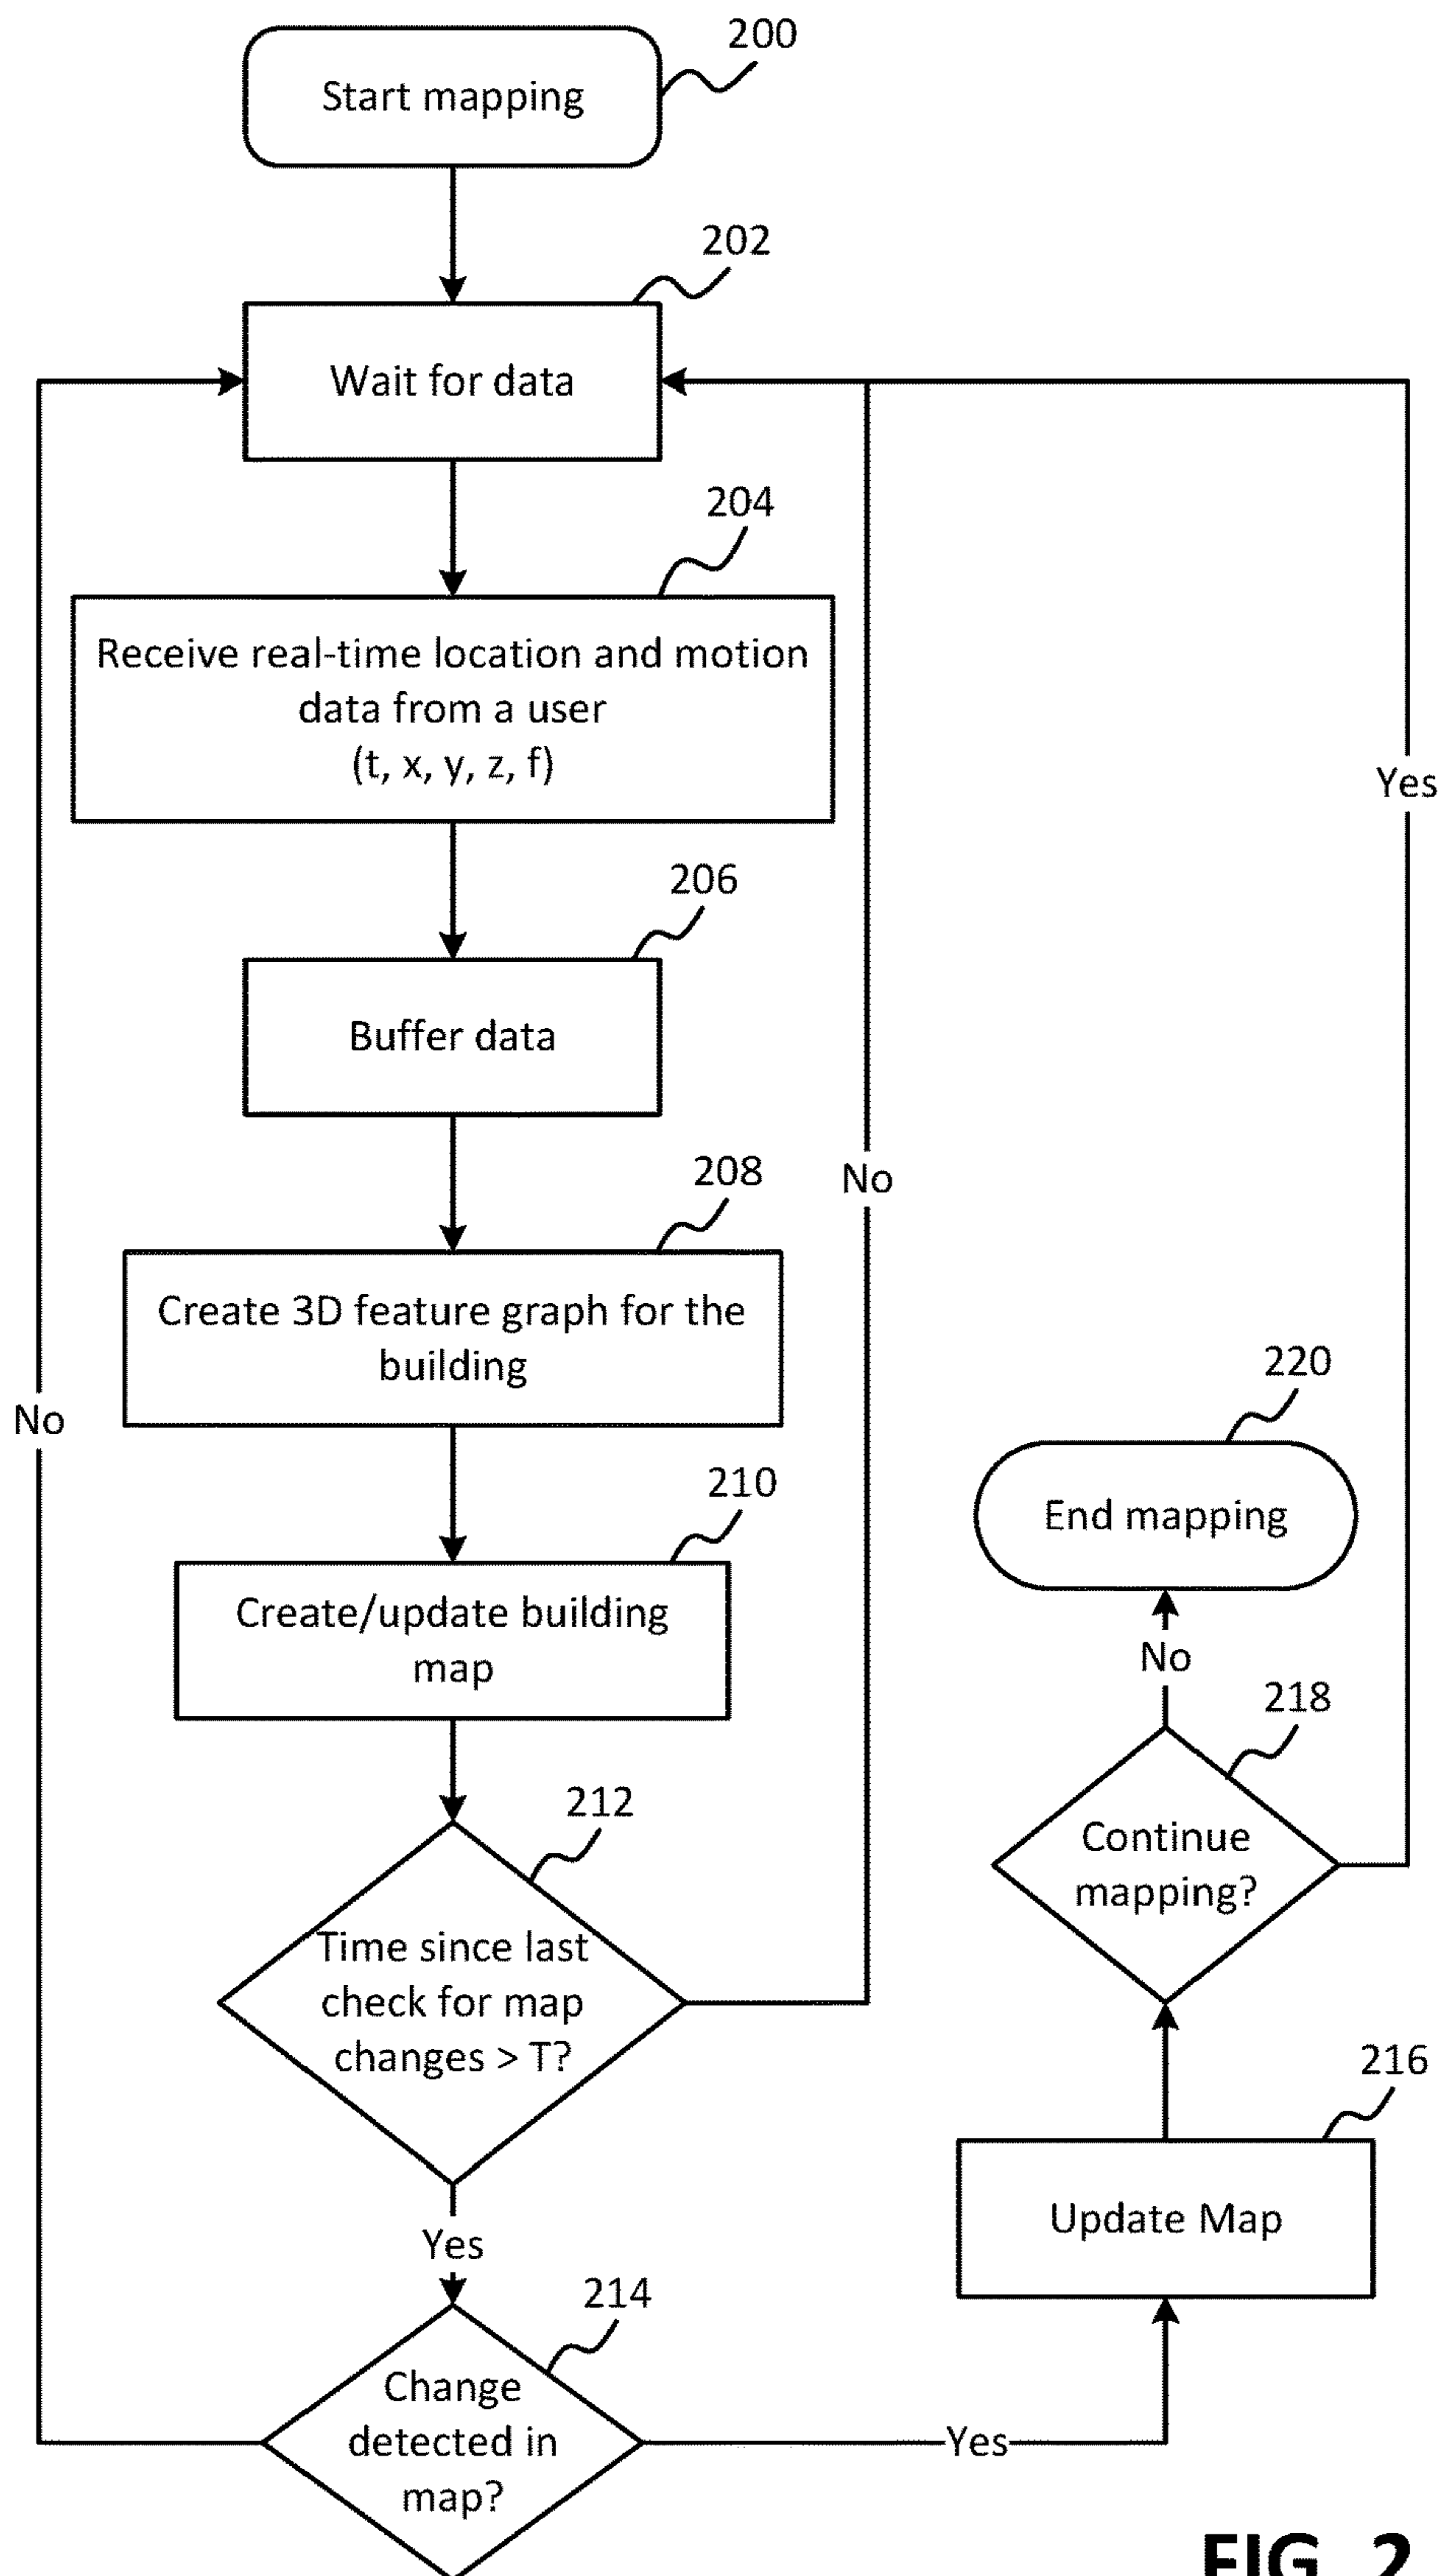 200
Start mapping
202
Wait for data
204
Receive real-time location and motion
data from a user
(t, x, y, z, f)
Yes
206
Buffer data
208
No
Create 3D feature graph for the
building
220
No
End mapping
210
Create/update building
map
No
218
212
Continue
mapping?
Time since last
check for map
changes > T?
216
Yes
Update Map
214
Change
detected in
map?
Yes
FIG. 2